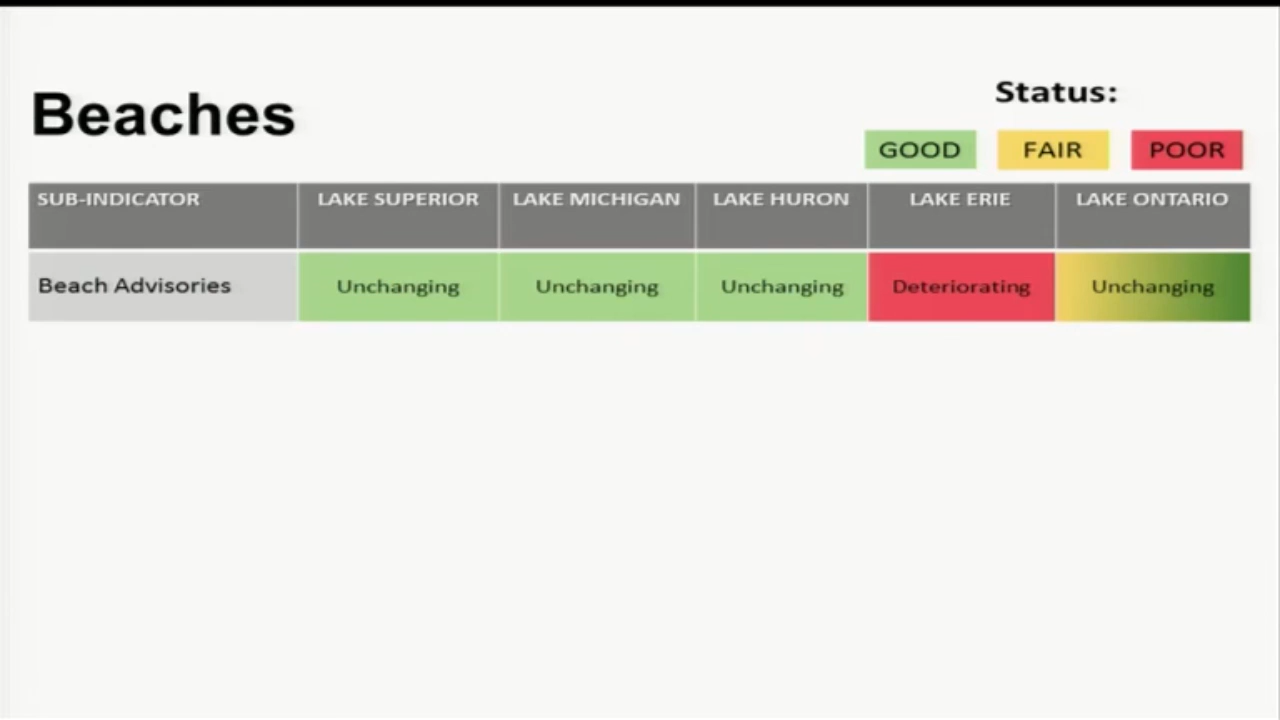 Beaches
Status:
GOOD FAIR POOR
SUB-INDICATOR LAKE SUPERIOR LAKE MICHIGAN LAKE HURON LAKE ERIE LAKE ONTARIO
Beach Advisories Unchanging Unchanging Unchanging Deteriorating Unchanging